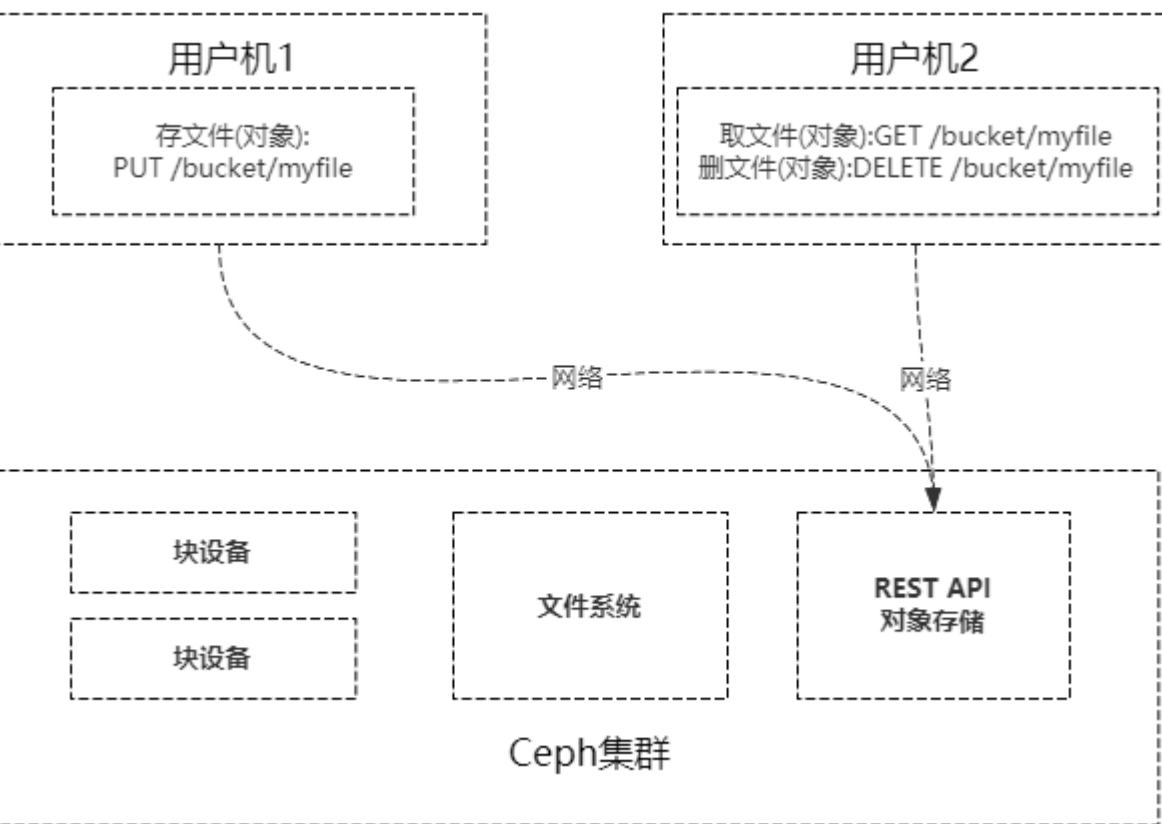 用户机1
存文件(对象):
PUT /bucket/myfile
用户机2
取文件(对象):GET /bucket/myfile
删文件(对象):DELETE /bucket/myfile
网络
网络
块设备
块设备
文件系统
REST API
对象存储
Ceph集群